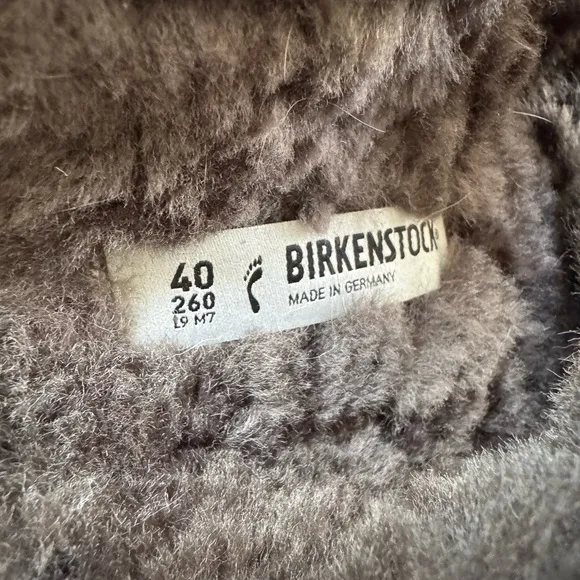 40
260
L9 M7
BIRKENSTOCK®
MADE IN GERMANY